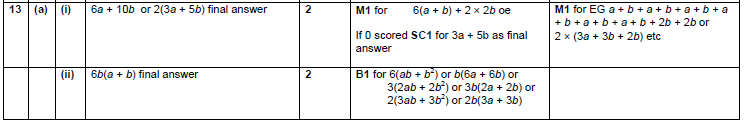 13 (a) (i) 6a + 10b or 2(3a + 5b) final answer 2 M1 for 6(a + b) + 2 × 2b oe M1 for EG a + b + a + b + a + b + a
+ b + a + b + a + b + 2b + 2b or
If 0 scored SC1 for 3a + 5b as final 2 × (3a + 3b + 2b) etc
answer
(ii) 6b(a + b) final answer 2 B1 for 6(ab + b²) or b(6a + 6b) or
3(2ab + 2b²) or 3b(2a + 2b) or
2(3ab + 3b²) or 2b(3a + 3b)